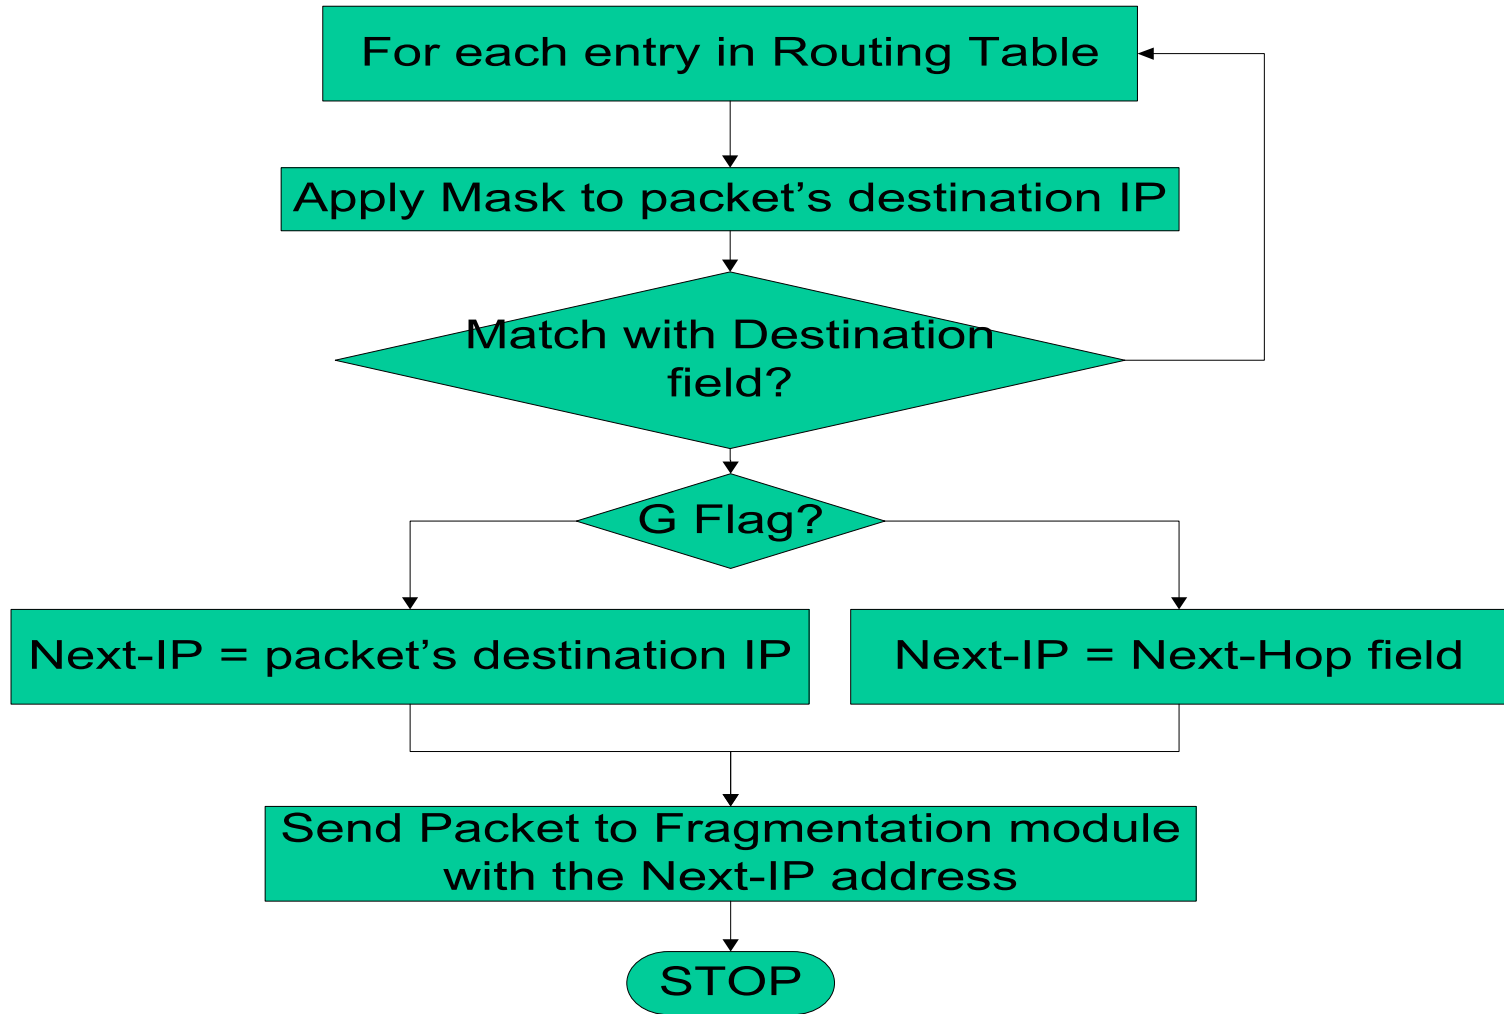 For each entry in Routing Table
Apply Mask to packet’s destination IP
Match with Destination
field?
G Flag?
Next-IP = packet’s destination IP
Next-IP = Next-Hop field
Send Packet to Fragmentation module
with the Next-IP address
STOP